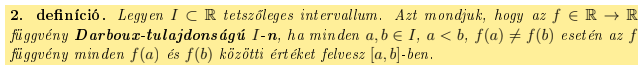 2. definíció. Legyen I ⊂ ℝ tetszőleges intervallum. Azt mondjuk, hogy az f ∈ ℝ → ℝ
függvény Darboux-tulajdonságú I-n, ha minden a, b ∈ I, a < b, f(a) ≠ f(b) esetén az f
függvény minden f(a) és f(b) közötti értéket felvesz [a, b]-ben.